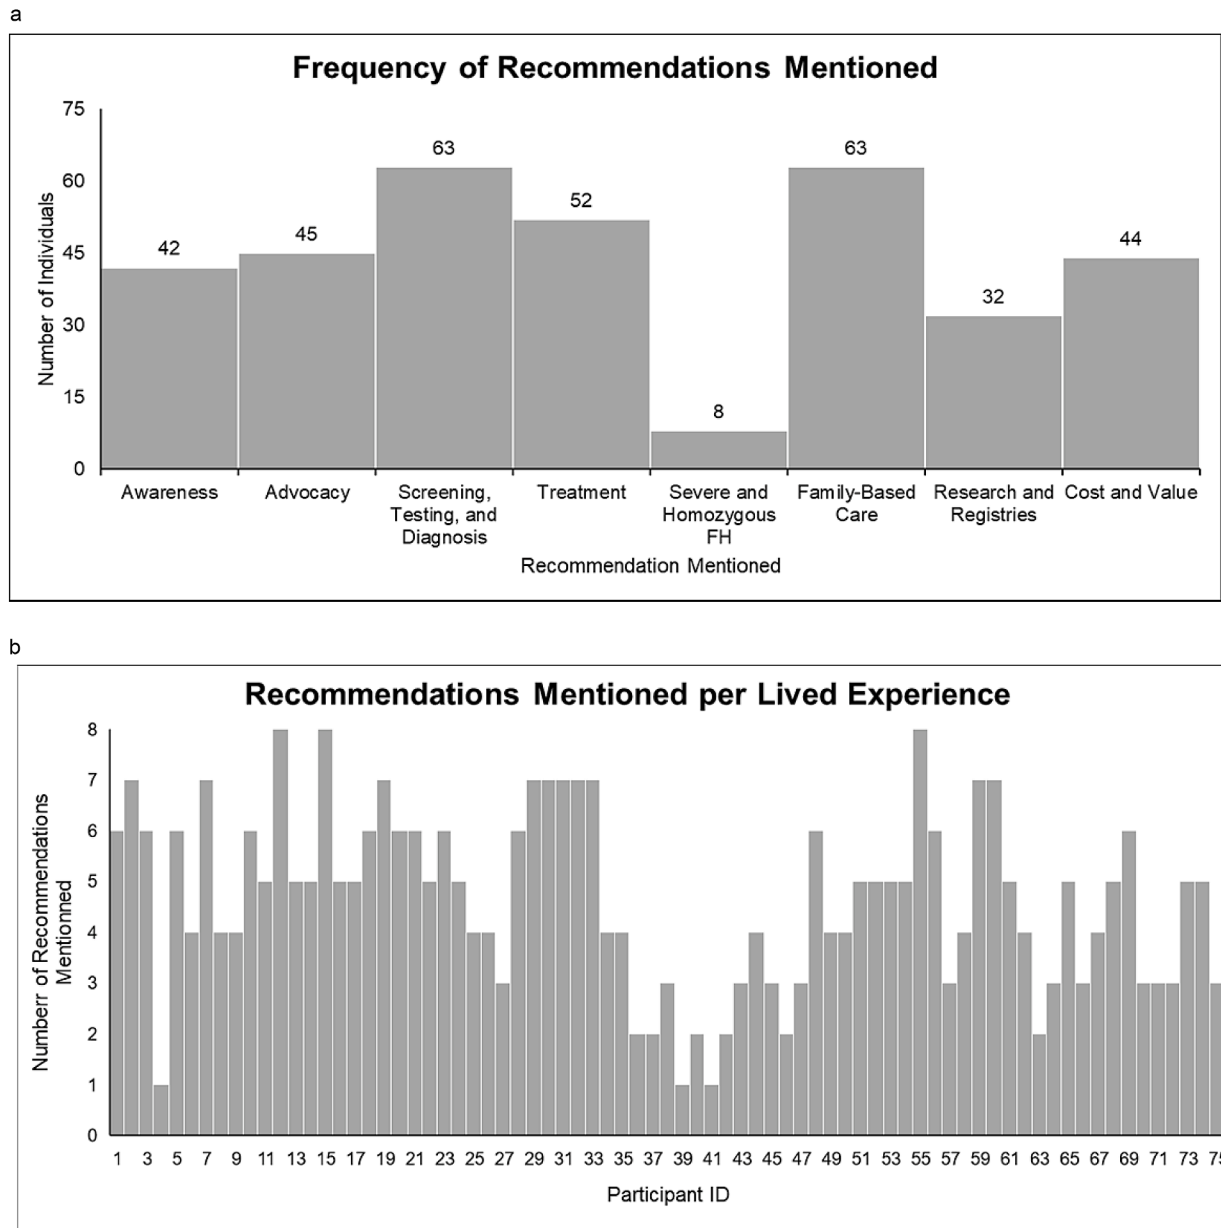 a
Frequency of Recommendations Mentioned
75
60
45
30
15
0
Number of Individuals
42
45
63
52
8
63
32
44
Awareness
Advocacy
Screening,
Testing, and
Diagnosis
Treatment
Severe and
Homozygous
FH
Family-Based
Care
Research and
Registries
Cost and Value
Recommendation Mentioned
b
Recommendations Mentioned per Lived Experience
8
7
6
5
4
3
2
1
0
Numberr of Recommendations
Mentionned
1 3 5 7 9 11 13 15 17 19 21 23 25 27 29 31 33 35 37 39 41 43 45 47 49 51 53 55 57 59 61 63 65 67 69 71 73 75
Participant ID